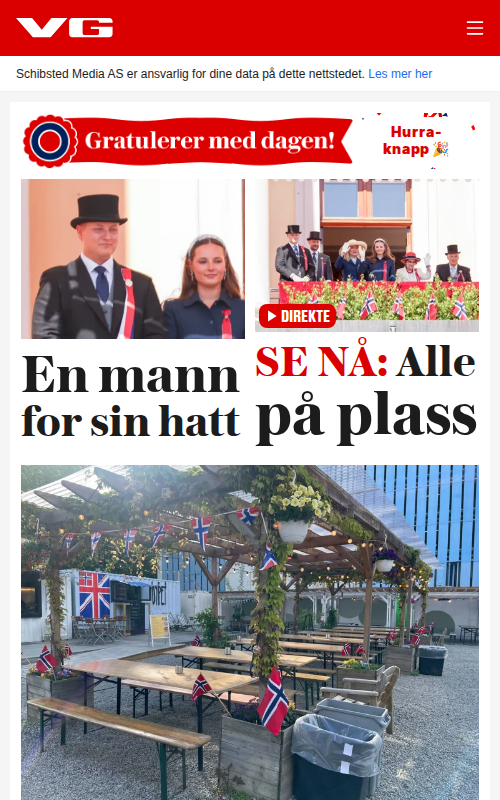 VG
Schibsted Media AS er ansvarlig for dine data på dette nettstedet. Les mer her
Gratulerer med dagen!
Hurra-
knapp 🎉
DIREKTE
En mann
for sin hatt
SE NÅ: Alle
på plass